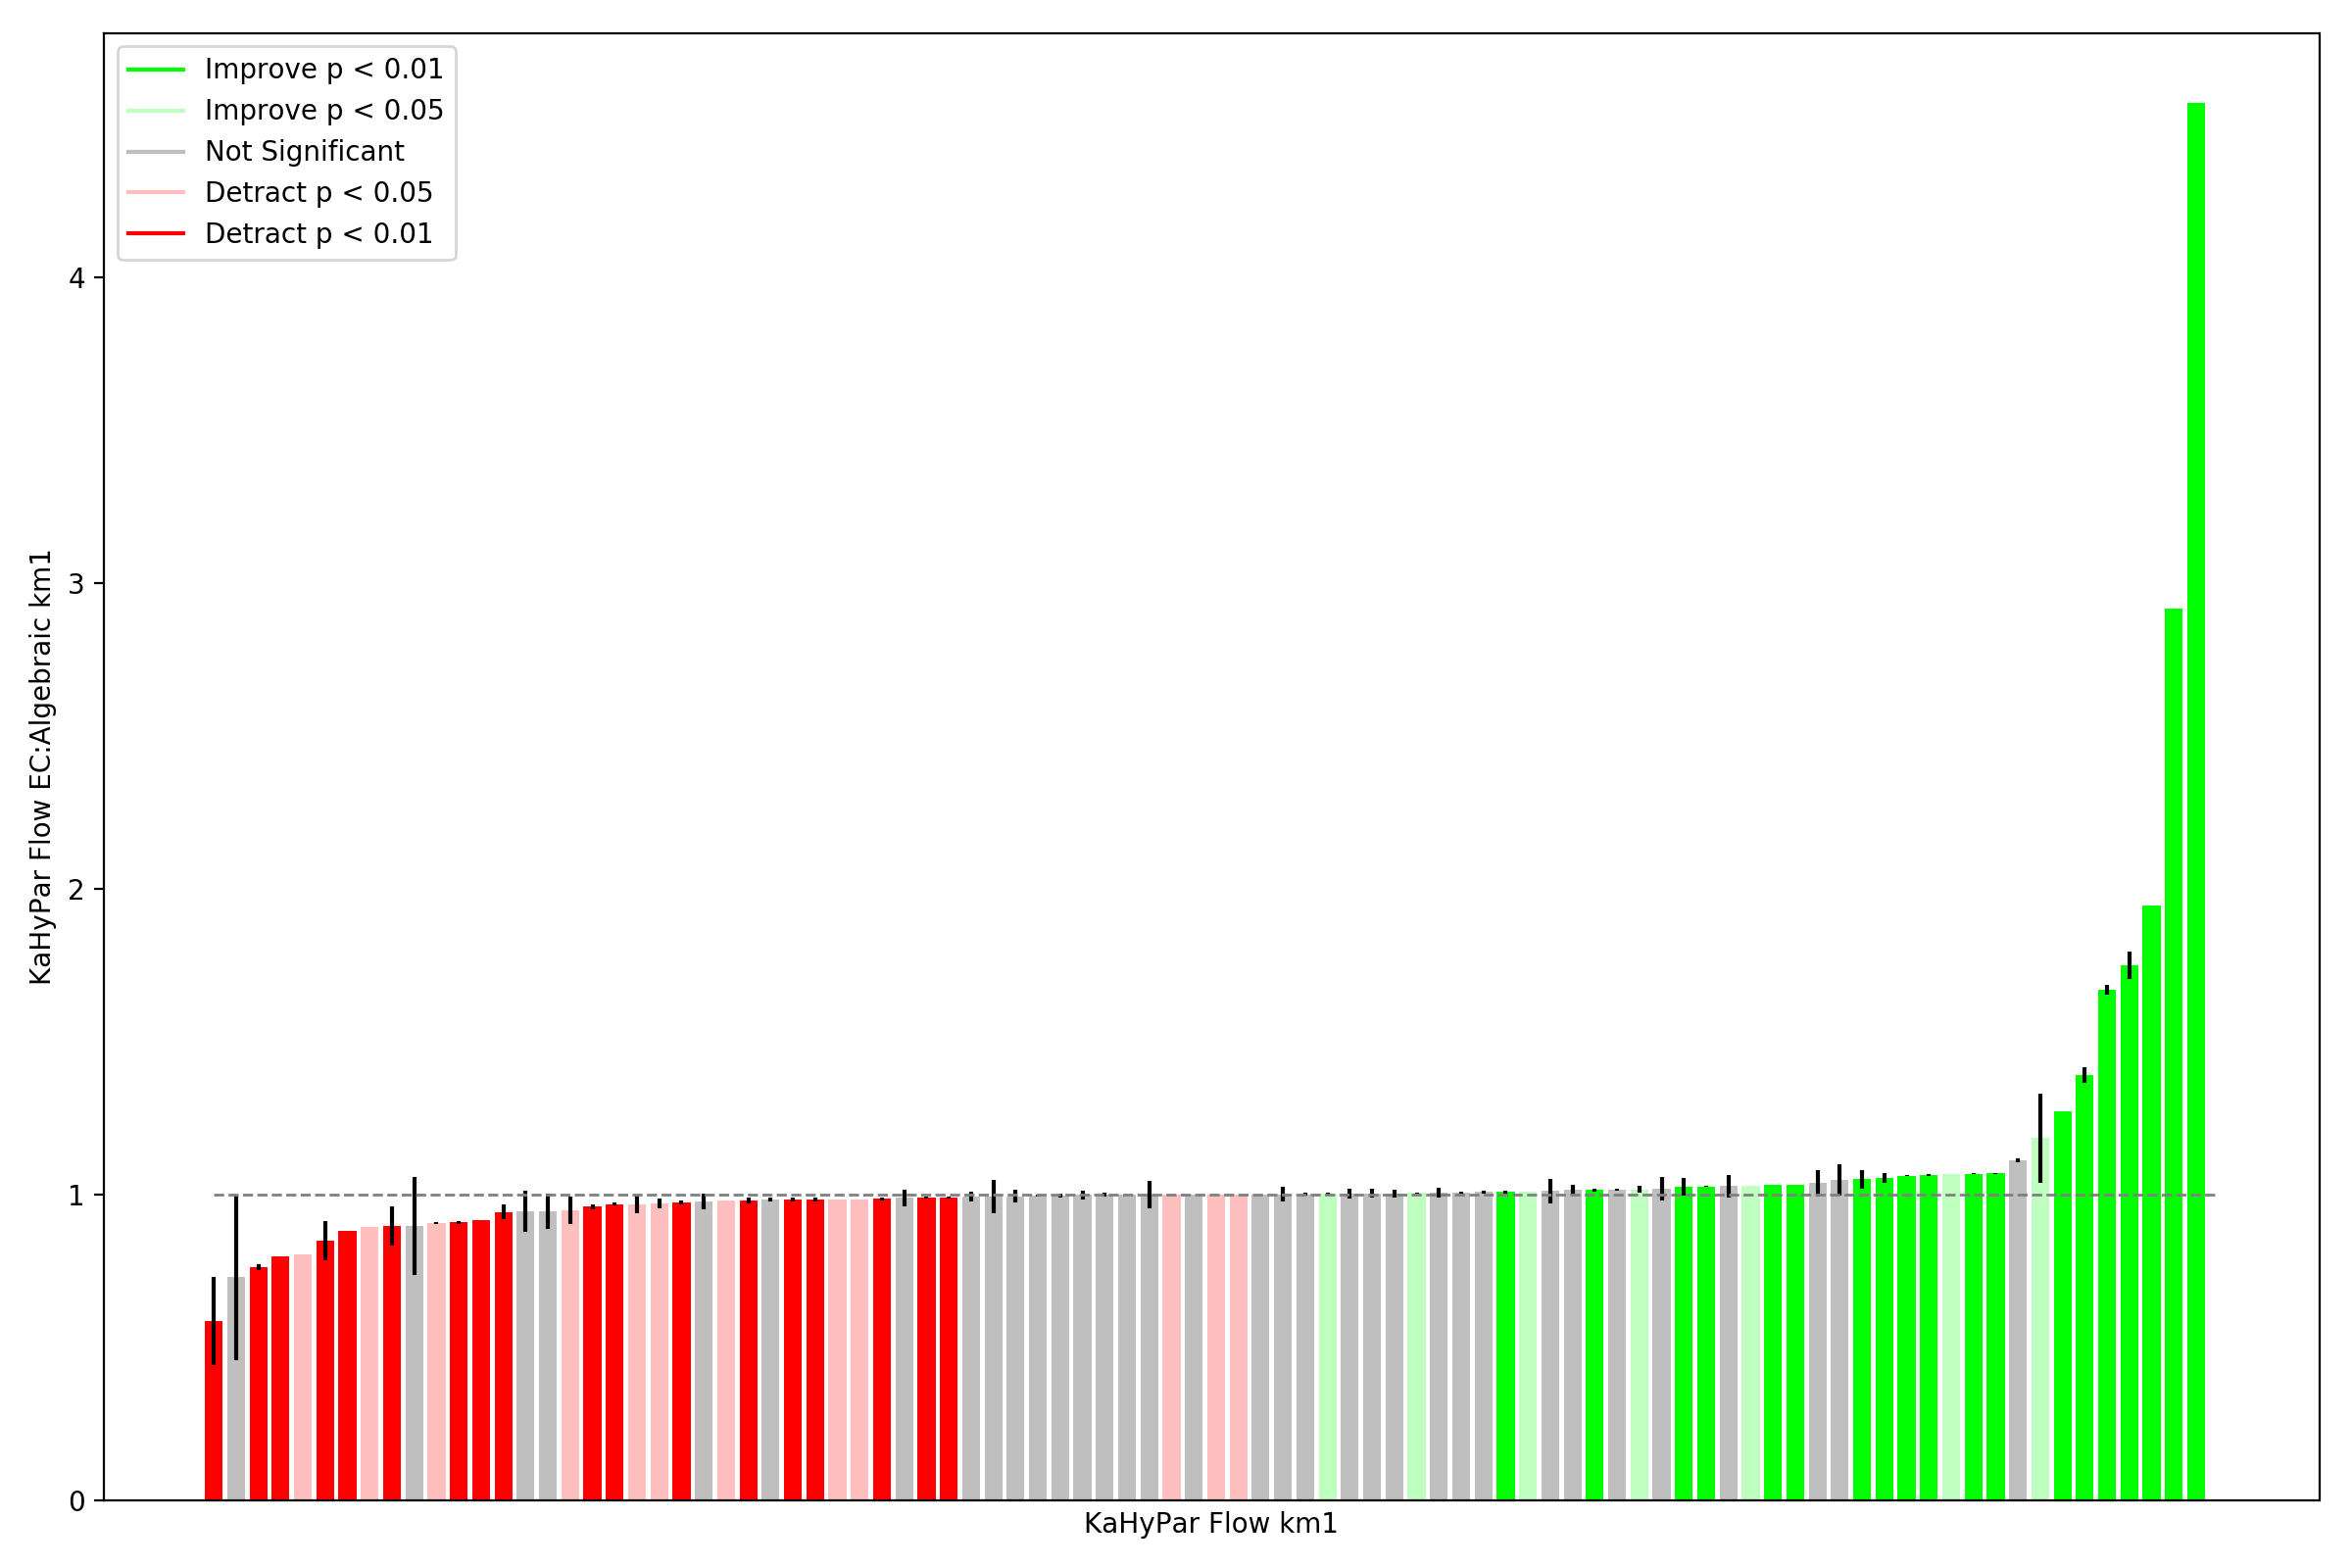 Improve p < 0.01
Improve p < 0.05
Not Significant
Detract p < 0.05
Detract p < 0.01
4
3
2
1
0
KaHyPar Flow EC:Algebraic km1
KaHyPar Flow km1